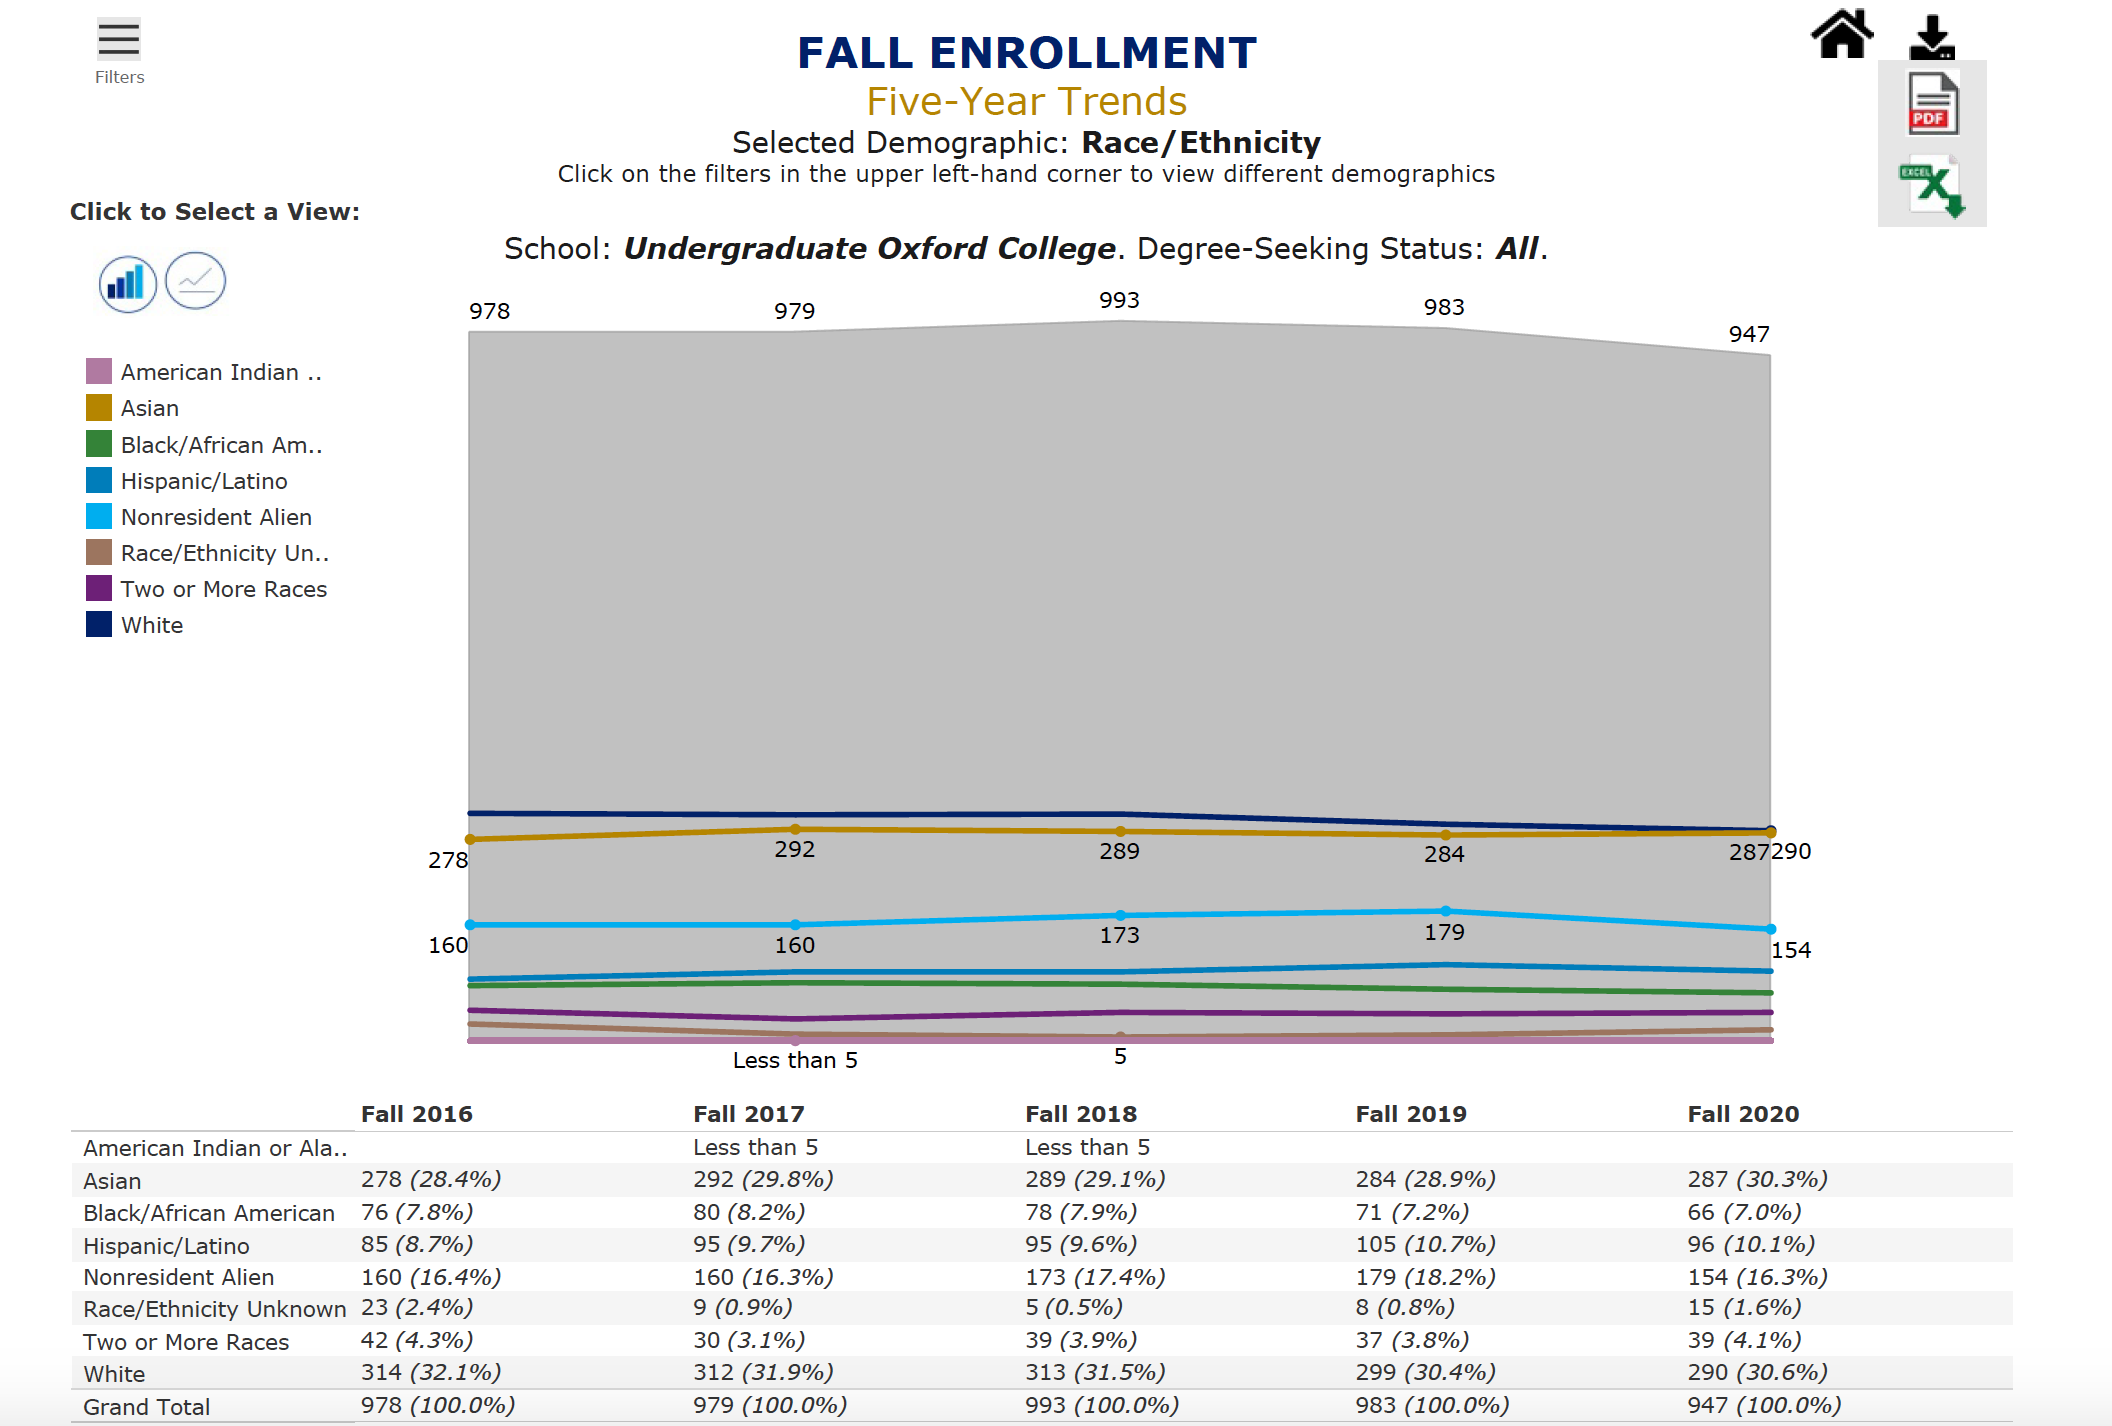 Filters
FALL ENROLLMENT
Five-Year Trends
Selected Demographic: Race/Ethnicity
Click on the filters in the upper left-hand corner to view different demographics
PDF
EXCEL
X
Click to Select a View:
School: Undergraduate Oxford College. Degree-Seeking Status: All.
978 979 993 983 947
American Indian ..
Asian
Black/African Am..
Hispanic/Latino
Nonresident Alien
Race/Ethnicity Un..
Two or More Races
White
278 292 289 284 287 290
160 160 173 179 154
Less than 5 5
Fall 2016 Fall 2017 Fall 2018 Fall 2019 Fall 2020
American Indian or Ala.. Less than 5 Less than 5
Asian 278 (28.4%) 292 (29.8%) 289 (29.1%) 284 (28.9%) 287 (30.3%)
Black/African American 76 (7.8%) 80 (8.2%) 78 (7.9%) 71 (7.2%) 66 (7.0%)
Hispanic/Latino 85 (8.7%) 95 (9.7%) 95 (9.6%) 105 (10.7%) 96 (10.1%)
Nonresident Alien 160 (16.4%) 160 (16.3%) 173 (17.4%) 179 (18.2%) 154 (16.3%)
Race/Ethnicity Unknown 23 (2.4%) 9 (0.9%) 5 (0.5%) 8 (0.8%) 15 (1.6%)
Two or More Races 42 (4.3%) 30 (3.1%) 39 (3.9%) 37 (3.8%) 39 (4.1%)
White 314 (32.1%) 312 (31.9%) 313 (31.5%) 299 (30.4%) 290 (30.6%)
Grand Total 978 (100.0%) 979 (100.0%) 993 (100.0%) 983 (100.0%) 947 (100.0%)